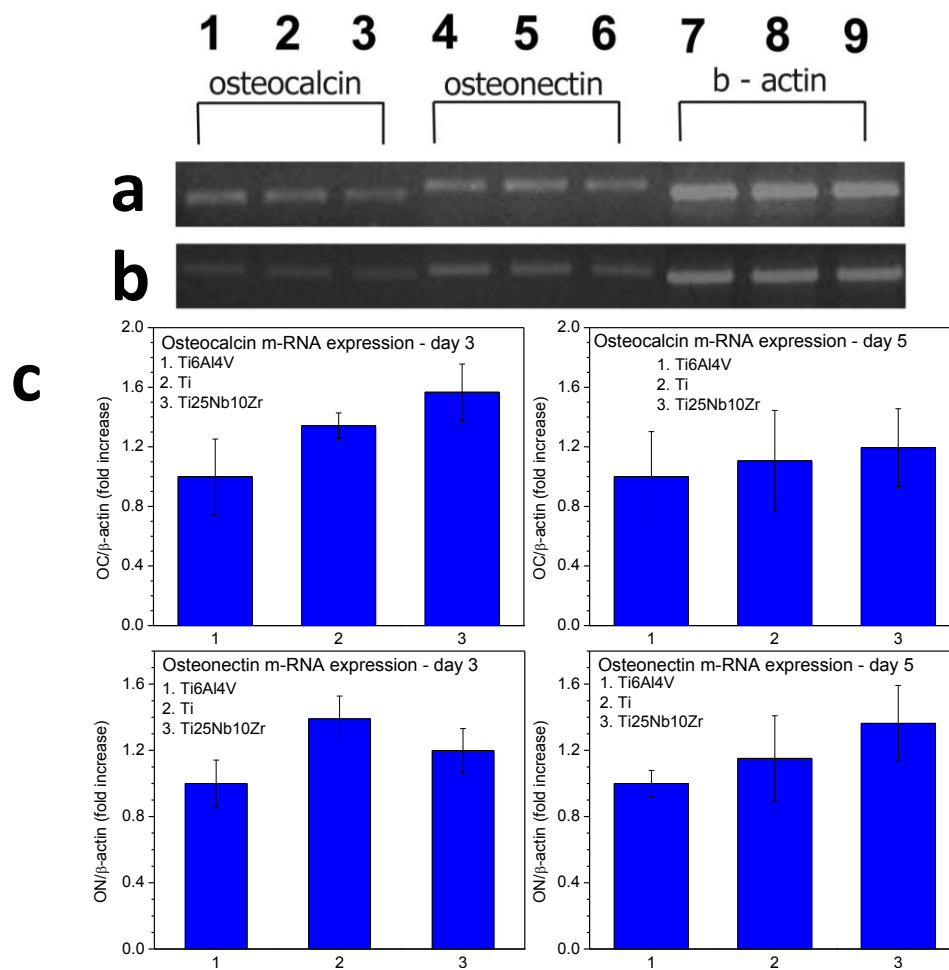 1 2 3 4 5 6 7 8 9
osteocalcin osteonectin b - actin
a
b
c
Osteocalcin m-RNA expression - day 3
1. Ti6Al4V
2. Ti
3. Ti25Nb10Zr
OC/β-actin (fold increase)
2.0
1.6
1.2
0.8
0.4
0.0
1 2 3
Osteocalcin m-RNA expression - day 5
1. Ti6Al4V
2. Ti
3. Ti25Nb10Zr
OC/β-actin (fold increase)
2.0
1.6
1.2
0.8
0.4
0.0
1 2 3
Osteonectin m-RNA expression - day 3
1. Ti6Al4V
2. Ti
3. Ti25Nb10Zr
ON/β-actin (fold increase)
1.6
1.2
0.8
0.4
0.0
1 2 3
Osteonectin m-RNA expression - day 5
1. Ti6Al4V
2. Ti
3. Ti25Nb10Zr
ON/β-actin (fold increase)
1.6
1.2
0.8
0.4
0.0
1 2 3